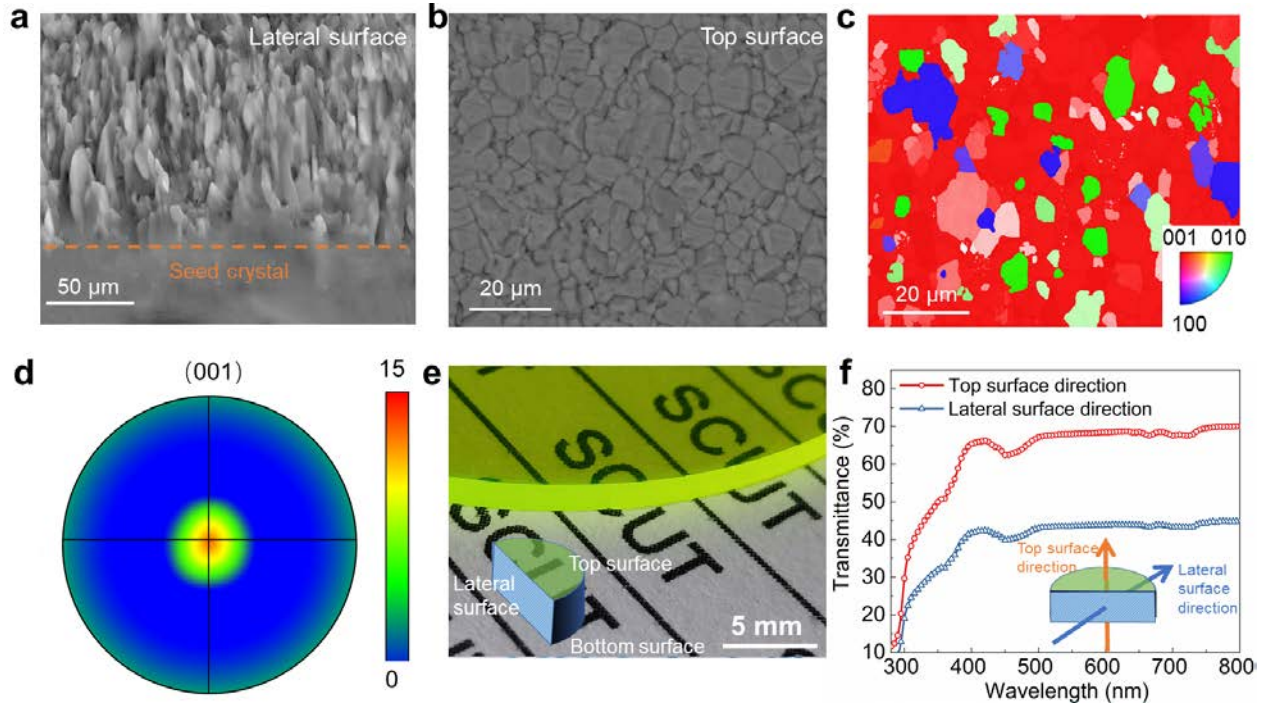 a
Lateral surface
Seed crystal
50 μm
b
Top surface
20 μm
c
001 010
100
20 μm
d
(001)
15
0
e
SCUT
SCUT
SCUT
Top surface
Lateral
surface
Bottom surface
5 mm
f
Top surface direction
Lateral surface direction
Transmittance (%)
80
70
60
50
40
30
20
10
Top surface
direction
Lateral
surface
direction
300 400 500 600 700 800
Wavelength (nm)